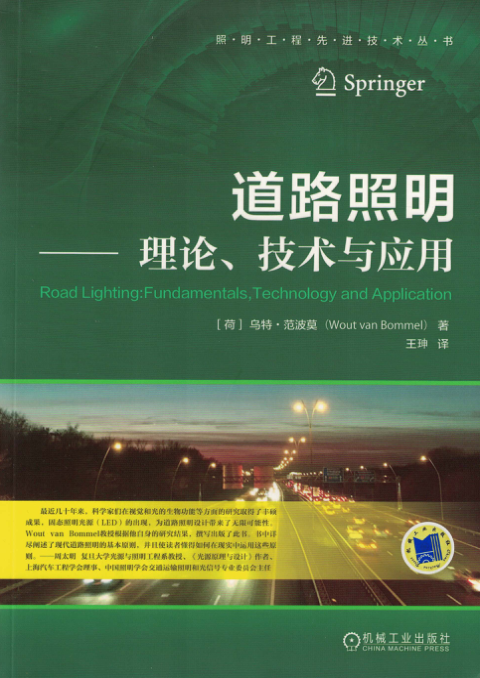 照·明·工·程·先·进·技·术·丛·书
Springer
道路照明
——理论、技术与应用
Road Lighting:Fundamentals,Technology and Application
［荷］乌特·范波莫（Wout van Bommel）著
王珅 译
最近几十年来，科学家们在视觉和光的生物功能等方面的研究取得了丰硕
成果，固态照明光源（LED）的出现，为道路照明设计带来了无限可能性。
Wout van Bommel教授根据他自身的研究结果，撰写出版了此书。书中详
尽阐述了现代道路照明的基本原则，并且使读者懂得如何在现实中运用这些原
则。——周太明 复旦大学光源与照明工程系教授、《光源原理与设计》作者、
上海汽车工程学会理事、中国照明学会交通运输照明和光信号专业委员会主任
机械工业出版社
CHINA MACHINE PRESS